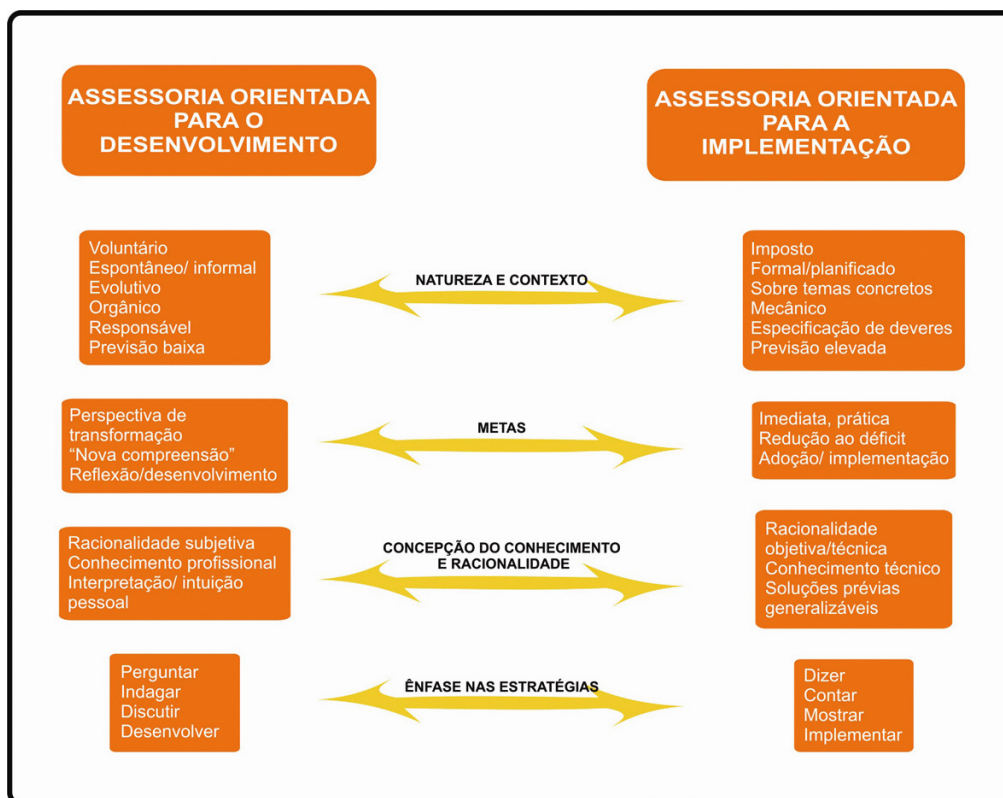 ASSESSORIA ORIENTADA
PARA O
DESENVOLVIMENTO
ASSESSORIA ORIENTADA
PARA A
IMPLEMENTAÇÃO
Voluntário
Espontâneo/ informal
Evolutivo
Orgânico
Responsável
Previsão baixa
NATUREZA E CONTEXTO
Imposto
Formal/planificado
Sobre temas concretos
Mecânico
Especificação de deveres
Previsão elevada
Perspectiva de
transformação
“Nova compreensão”
Reflexão/desenvolvimento
METAS
Imediata, prática
Redução ao déficit
Adoção/ implementação
Racionalidade subjetiva
Conhecimento profissional
Interpretação/ intuição
pessoal
CONCEPÇÃO DO CONHECIMENTO
E RACIONALIDADE
Racionalidade
objetiva/técnica
Conhecimento técnico
Soluções prévias
generalizáveis
Perguntar
Indagar
Discutir
Desenvolver
ÊNFASE NAS ESTRATÉGIAS
Dizer
Contar
Mostrar
Implementar